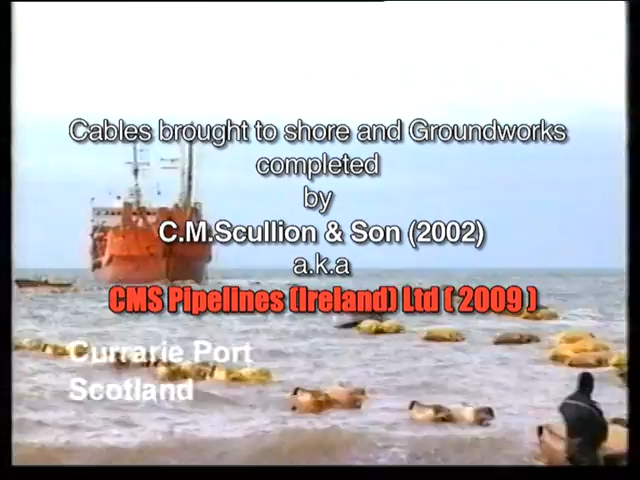 Cables brought to shore and Groundworks
completed
by
C.M.Scullion & Son (2002)
a.k.a
CMS Pipelines (Ireland) Ltd ( 2009 )
Currarie Port
Scotland